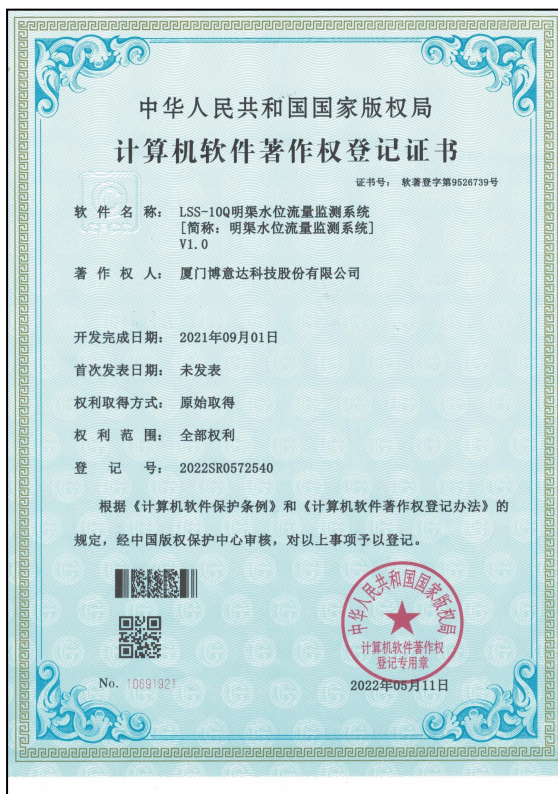 中华人民共和国国家版权局
计算机软件著作权登记证书
证书号： 软著登字第9526739号
软件名称： LSS-10Q明渠水位流量监测系统
[简称：明渠水位流量监测系统]
V1.0
著作权人： 厦门博意达科技股份有限公司
开发完成日期： 2021年09月01日
首次发表日期： 未发表
权利取得方式： 原始取得
权利范围： 全部权利
登记号： 2022SR0572540
根据《计算机软件保护条例》和《计算机软件著作权登记办法》的
规定，经中国版权保护中心审核，对以上事项予以登记。
中华人民共和国国家版权局
计算机软件著作权
登记专用章
No. 10691921
2022年05月11日